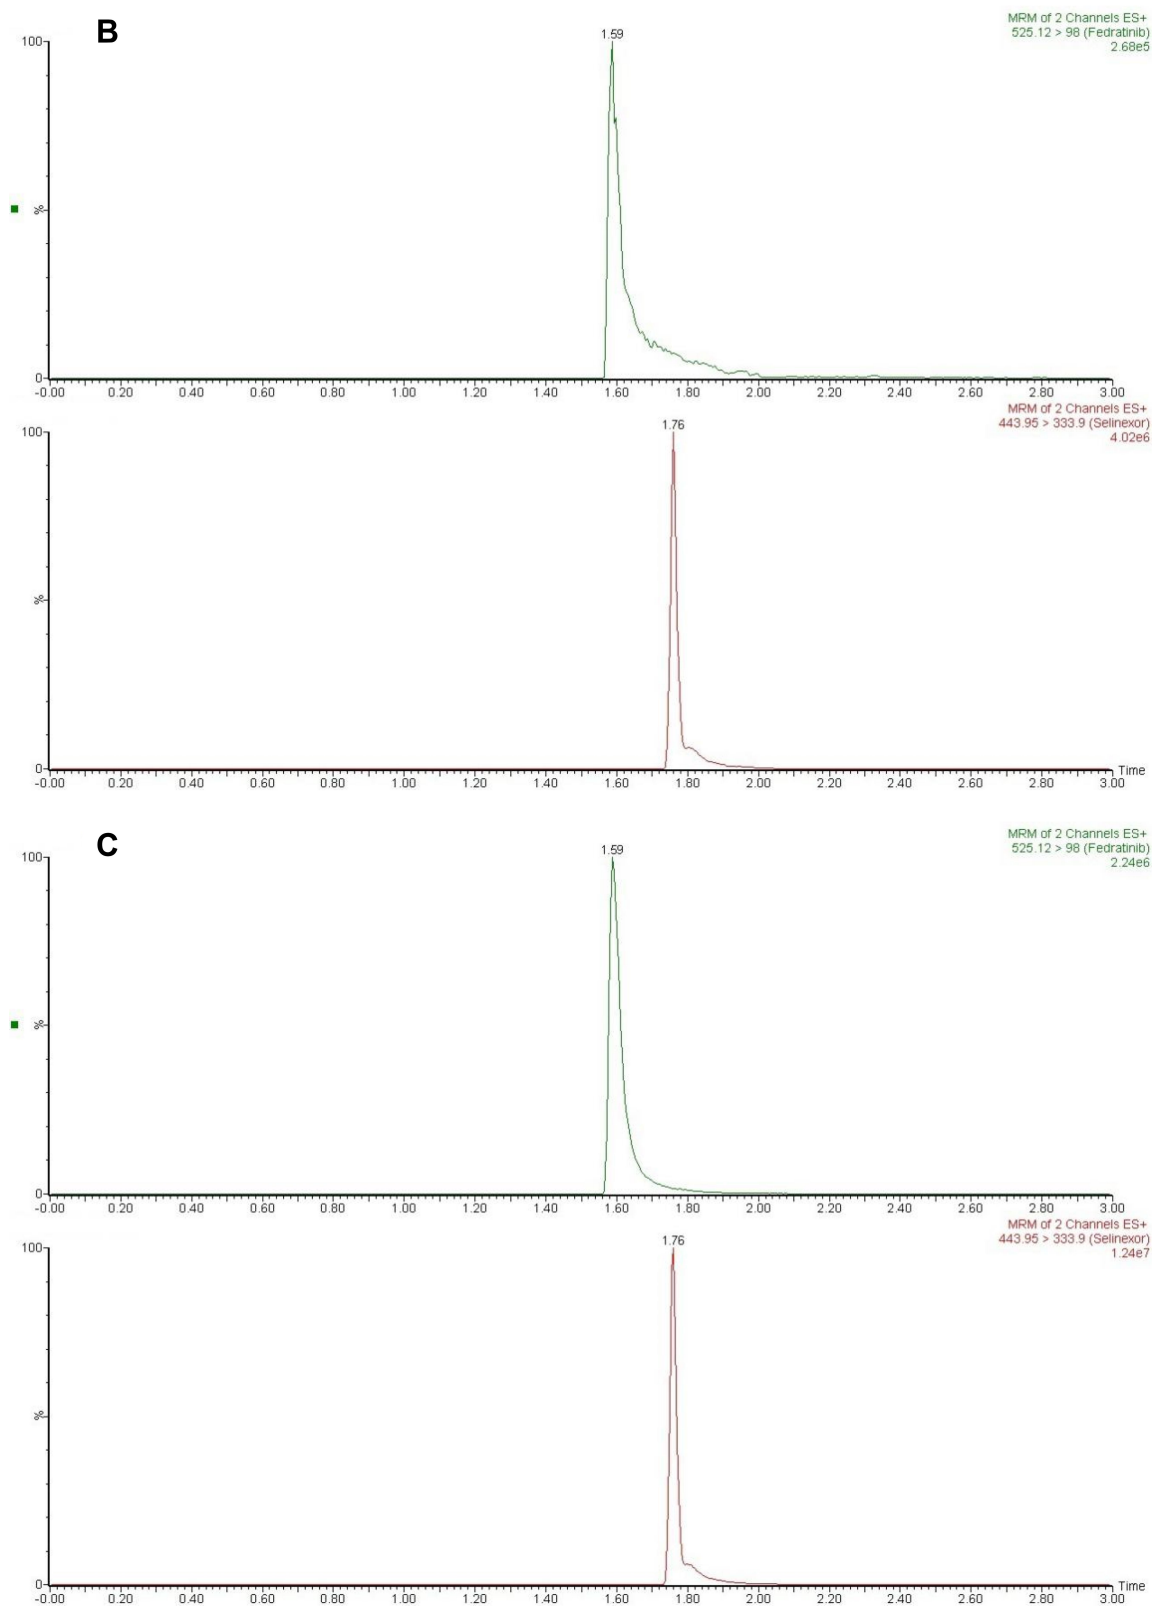 B
MRM of 2 Channels ES+
525.12 > 98 (Fedratinib)
2.68e5
1.59
100
%
0
-0.00 0.20 0.40 0.60 0.80 1.00 1.20 1.40 1.60 1.80 2.00 2.20 2.40 2.60 2.80 3.00
MRM of 2 Channels ES+
443.95 > 333.9 (Selinexor)
4.02e6
1.76
100
%
0
Time
-0.00 0.20 0.40 0.60 0.80 1.00 1.20 1.40 1.60 1.80 2.00 2.20 2.40 2.60 2.80 3.00
C
MRM of 2 Channels ES+
525.12 > 98 (Fedratinib)
2.24e6
1.59
100
%
0
-0.00 0.20 0.40 0.60 0.80 1.00 1.20 1.40 1.60 1.80 2.00 2.20 2.40 2.60 2.80 3.00
MRM of 2 Channels ES+
443.95 > 333.9 (Selinexor)
1.24e7
1.76
100
%
0
Time
-0.00 0.20 0.40 0.60 0.80 1.00 1.20 1.40 1.60 1.80 2.00 2.20 2.40 2.60 2.80 3.00